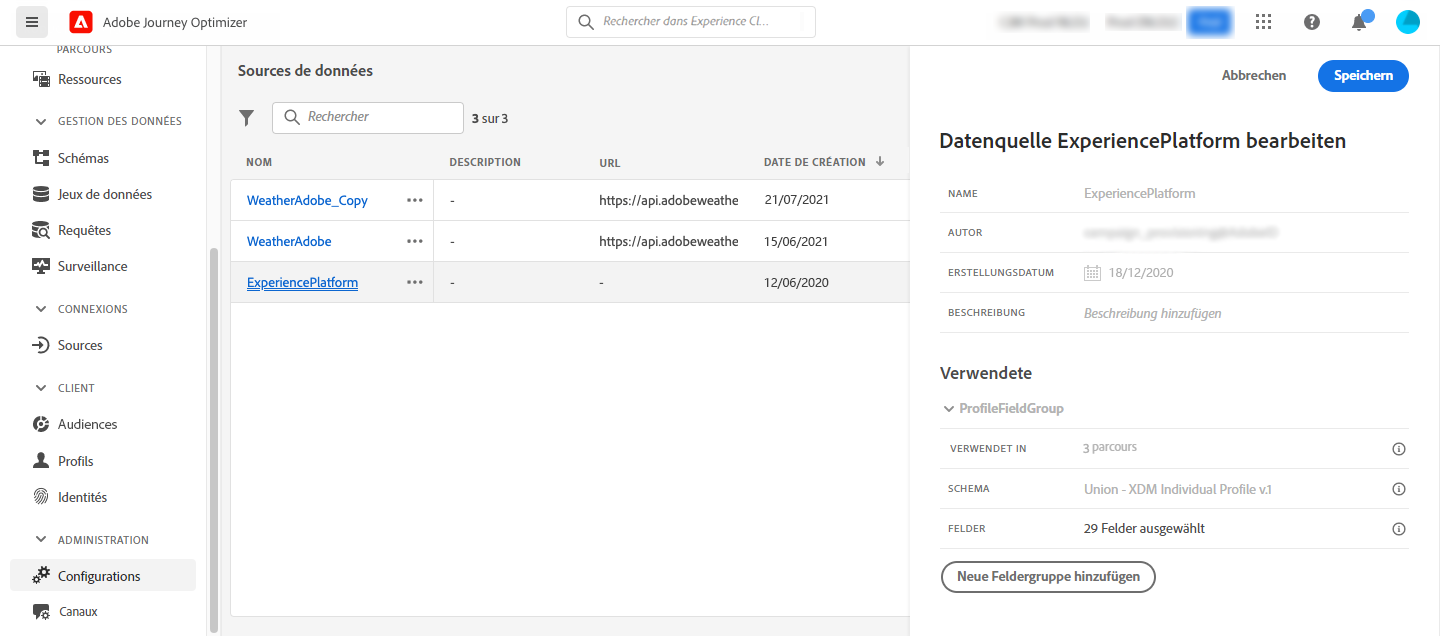 Adobe Journey Optimizer
Rechercher dans Experience Cl...
PARCOURS
Ressources
GESTION DES DONNÉES
Schémas
Jeux de données
Requêtes
Surveillance
CONNEXIONS
Sources
CLIENT
Audiences
Profils
Identités
ADMINISTRATION
Configurations
Canaux
Sources de données
Rechercher
3 sur 3
NOM DESCRIPTION URL DATE DE CRÉATION
WeatherAdobe_Copy - https://api.adobeweathe 21/07/2021
WeatherAdobe - https://api.adobeweathe 15/06/2021
ExperiencePlatform - - 12/06/2020
Abbrechen Speichern
Datenquelle ExperiencePlatform bearbeiten
NAME ExperiencePlatform
AUTOR
ERSTELLUNGSDATUM 18/12/2020
BESCHREIBUNG Beschreibung hinzufügen
Verwendete
ProfileFieldGroup
VERWENDET IN 3 parcours
SCHEMA Union - XDM Individual Profile v.1
FELDER 29 Felder ausgewählt
Neue Feldergruppe hinzufügen